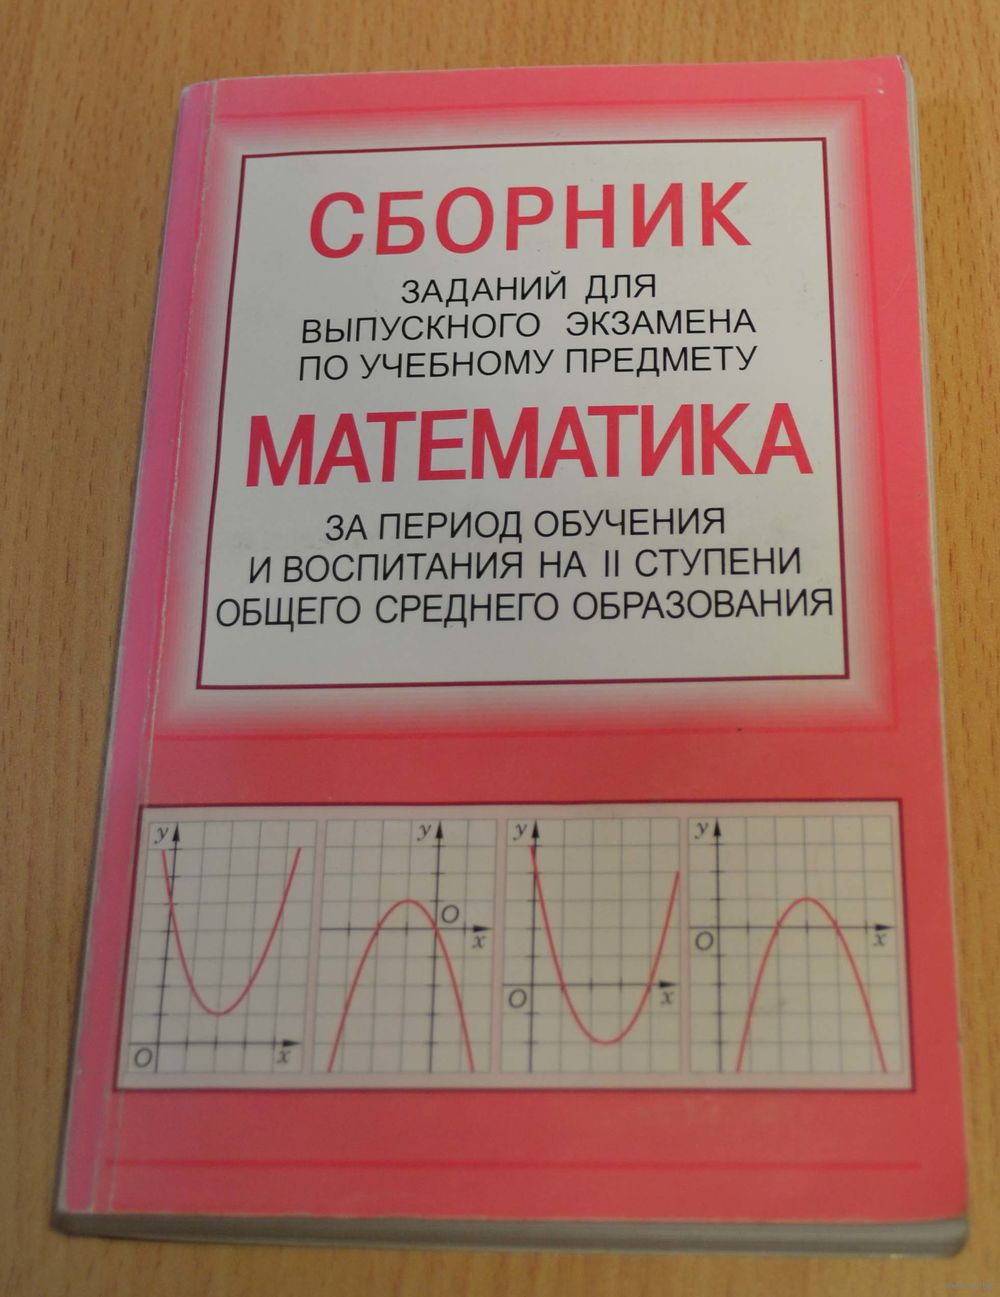 СБОРНИК
ЗАДАНИЙ ДЛЯ
ВЫПУСКНОГО ЭКЗАМЕНА
ПО УЧЕБНОМУ ПРЕДМЕТУ
МАТЕМАТИКА
ЗА ПЕРИОД ОБУЧЕНИЯ
И ВОСПИТАНИЯ НА II СТУПЕНИ
ОБЩЕГО СРЕДНЕГО ОБРАЗОВАНИЯ
y
O
x
y
O
x
y
O
x
y
O
x